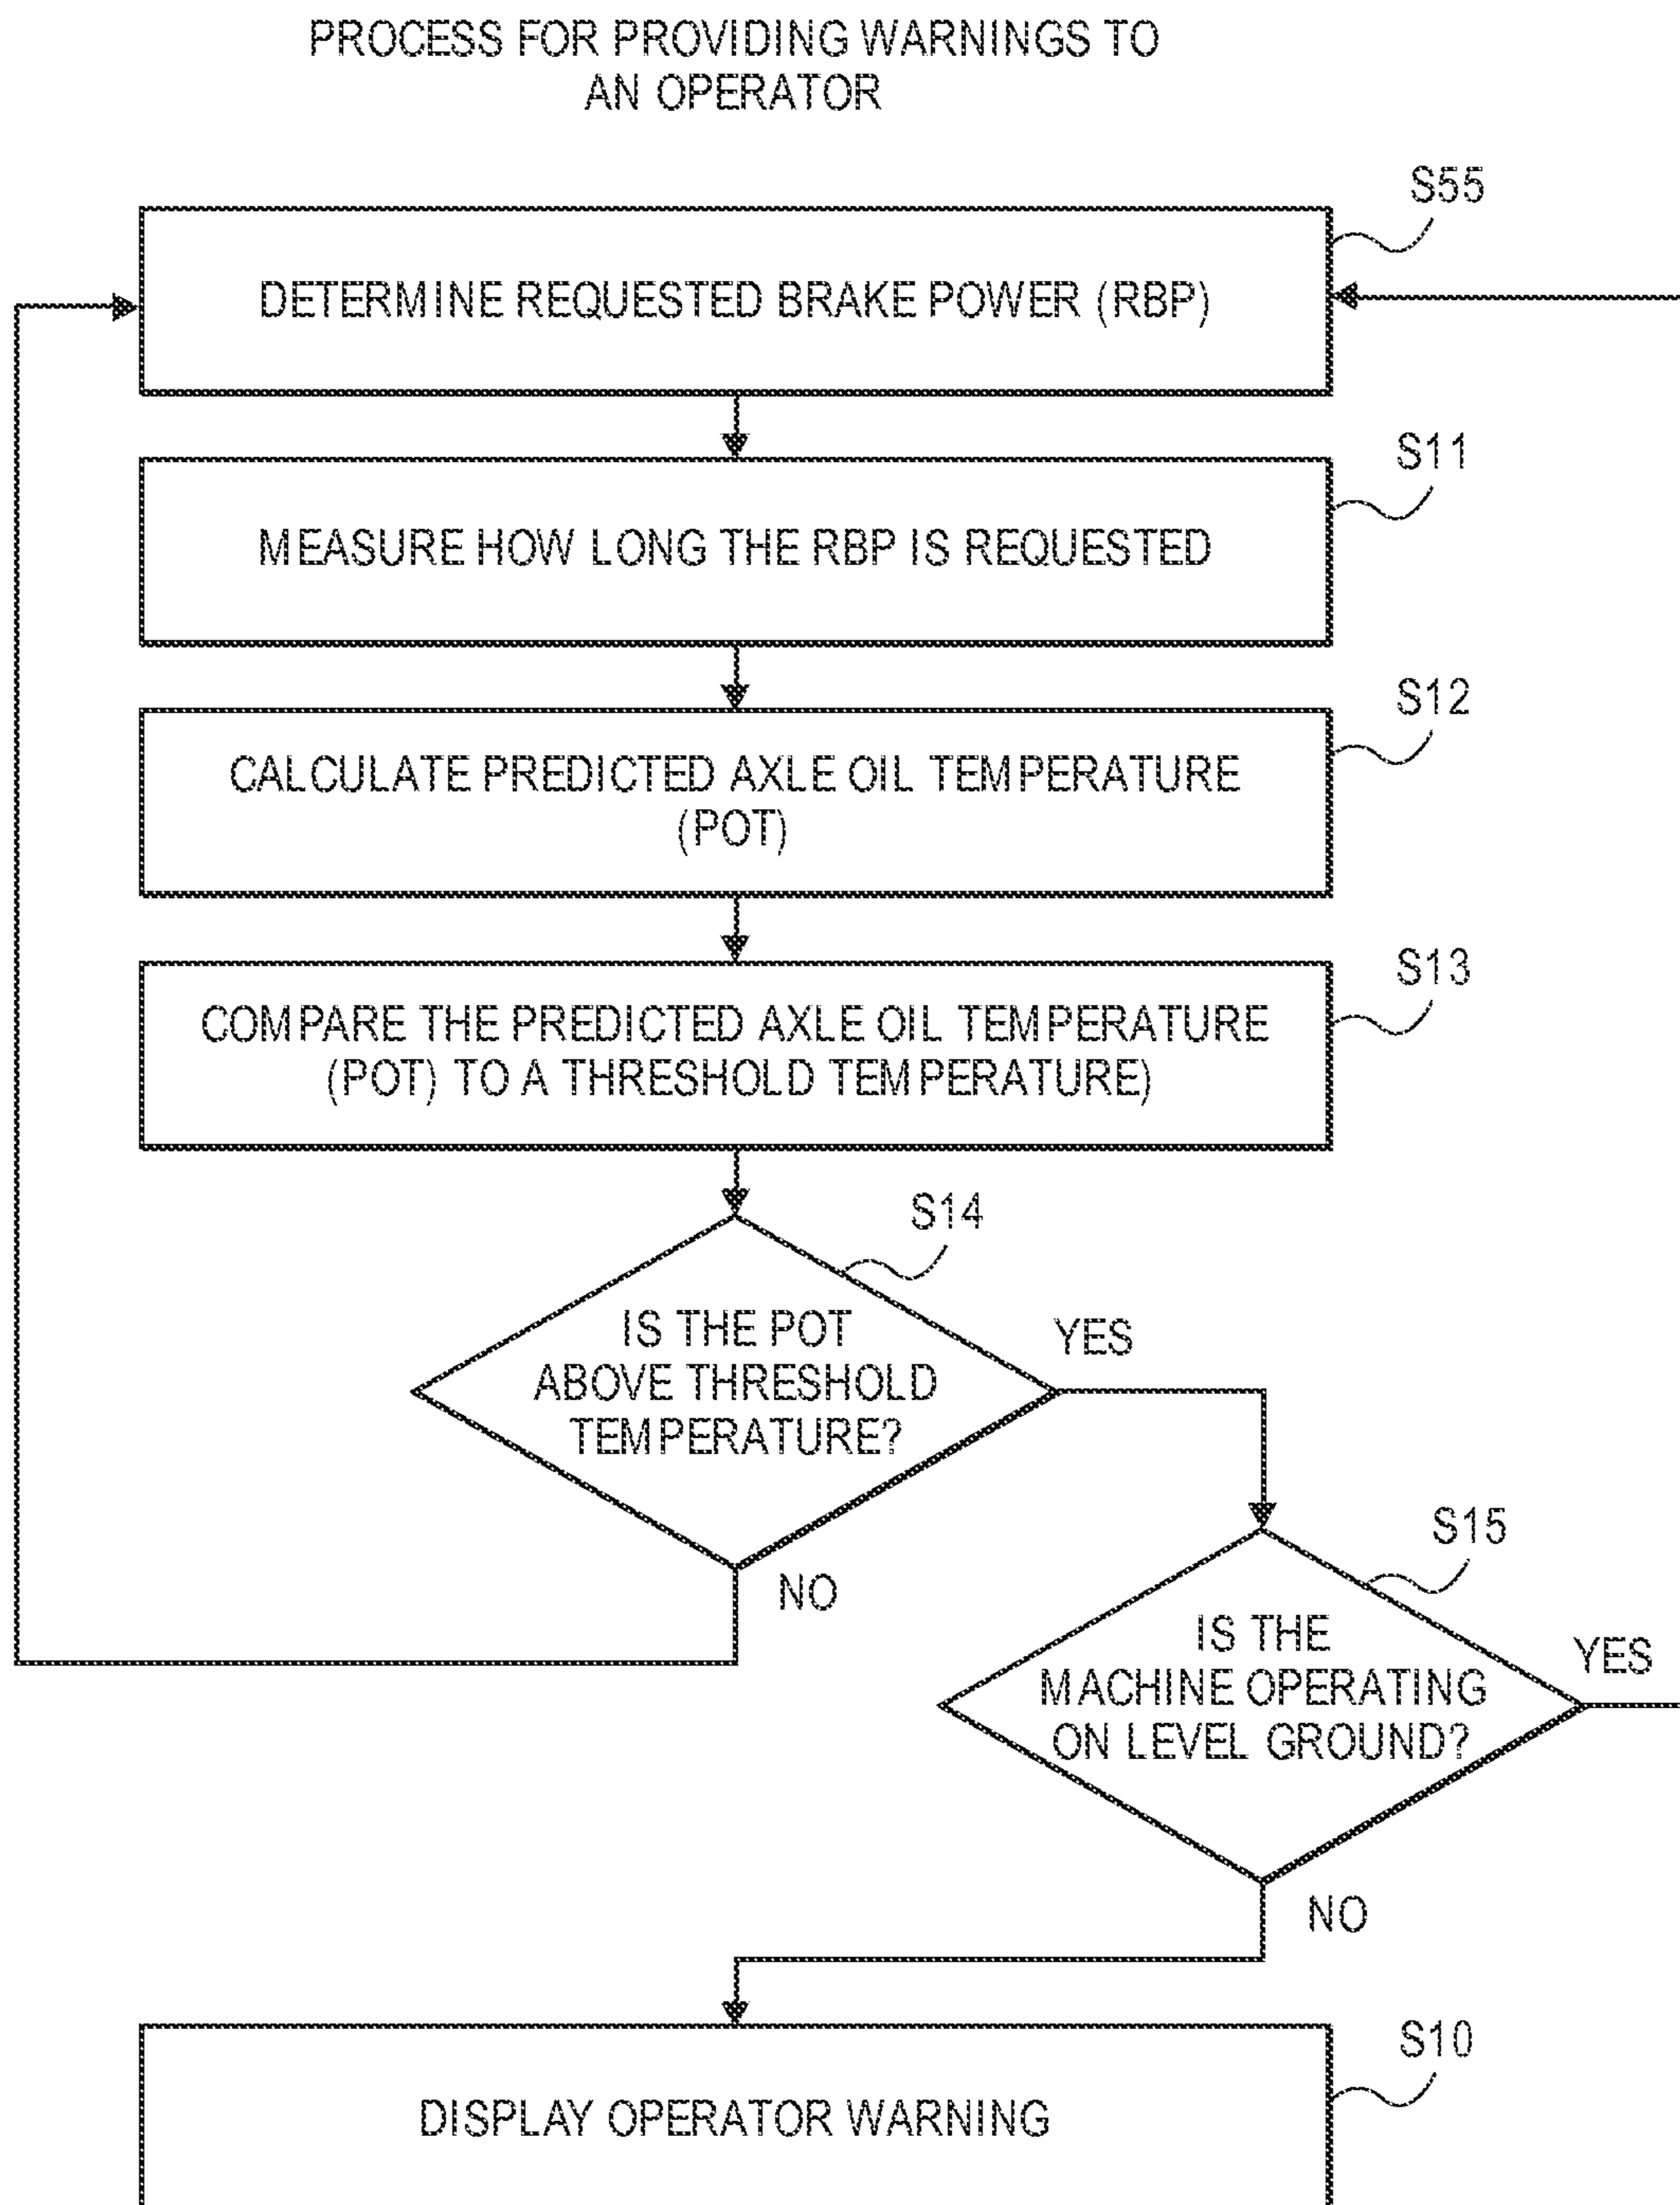 PROCESS FOR PROVIDING WARNINGS TO
AN OPERATOR
S55
DETERMINE REQUESTED BRAKE POWER (RBP)
S11
MEASURE HOW LONG THE RBP IS REQUESTED
S12
CALCULATE PREDICTED AXLE OIL TEMPERATURE
(POT)
S13
COMPARE THE PREDICTED AXLE OIL TEMPERATURE
(POT) TO A THRESHOLD TEMPERATURE)
S14
IS THE POT
ABOVE THRESHOLD
TEMPERATURE?
YES
NO
S15
IS THE
MACHINE OPERATING
ON LEVEL GROUND?
YES
NO
S10
DISPLAY OPERATOR WARNING